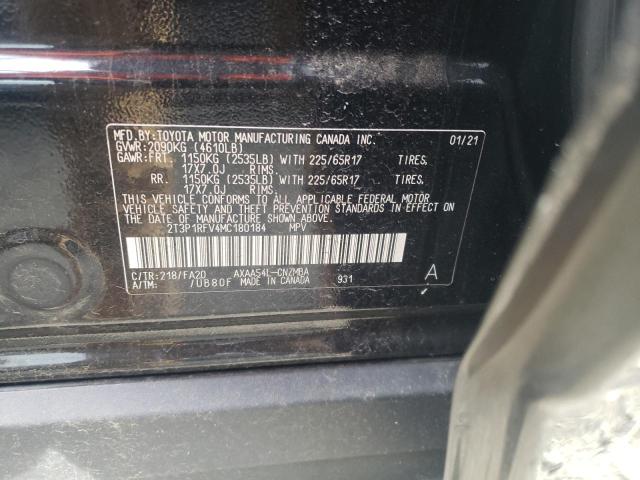 MFD.BY:TOYOTA MOTOR MANUFACTURING CANADA INC. 01/21
GVWR:2090KG (4610LB)
GAWR:FRT. 1150KG (2535LB) WITH 225/65R17 TIRES.
17X7.0J RIMS.
RR. 1150KG (2535LB) WITH 225/65R17 TIRES.
17X7.0J RIMS.
THIS VEHICLE CONFORMS TO ALL APPLICABLE FEDERAL MOTOR
VEHICLE SAFETY, BUMPER, AND THEFT PREVENTION STANDARDS IN EFFECT ON
THE DATE OF MANUFACTURE SHOWN ABOVE.
2T3P1RFV4MC180184 MPV
C/TR:218/FA20 AXAA54L-CNZMBA 931 A
A/TM: /UB80F MADE IN CANADA